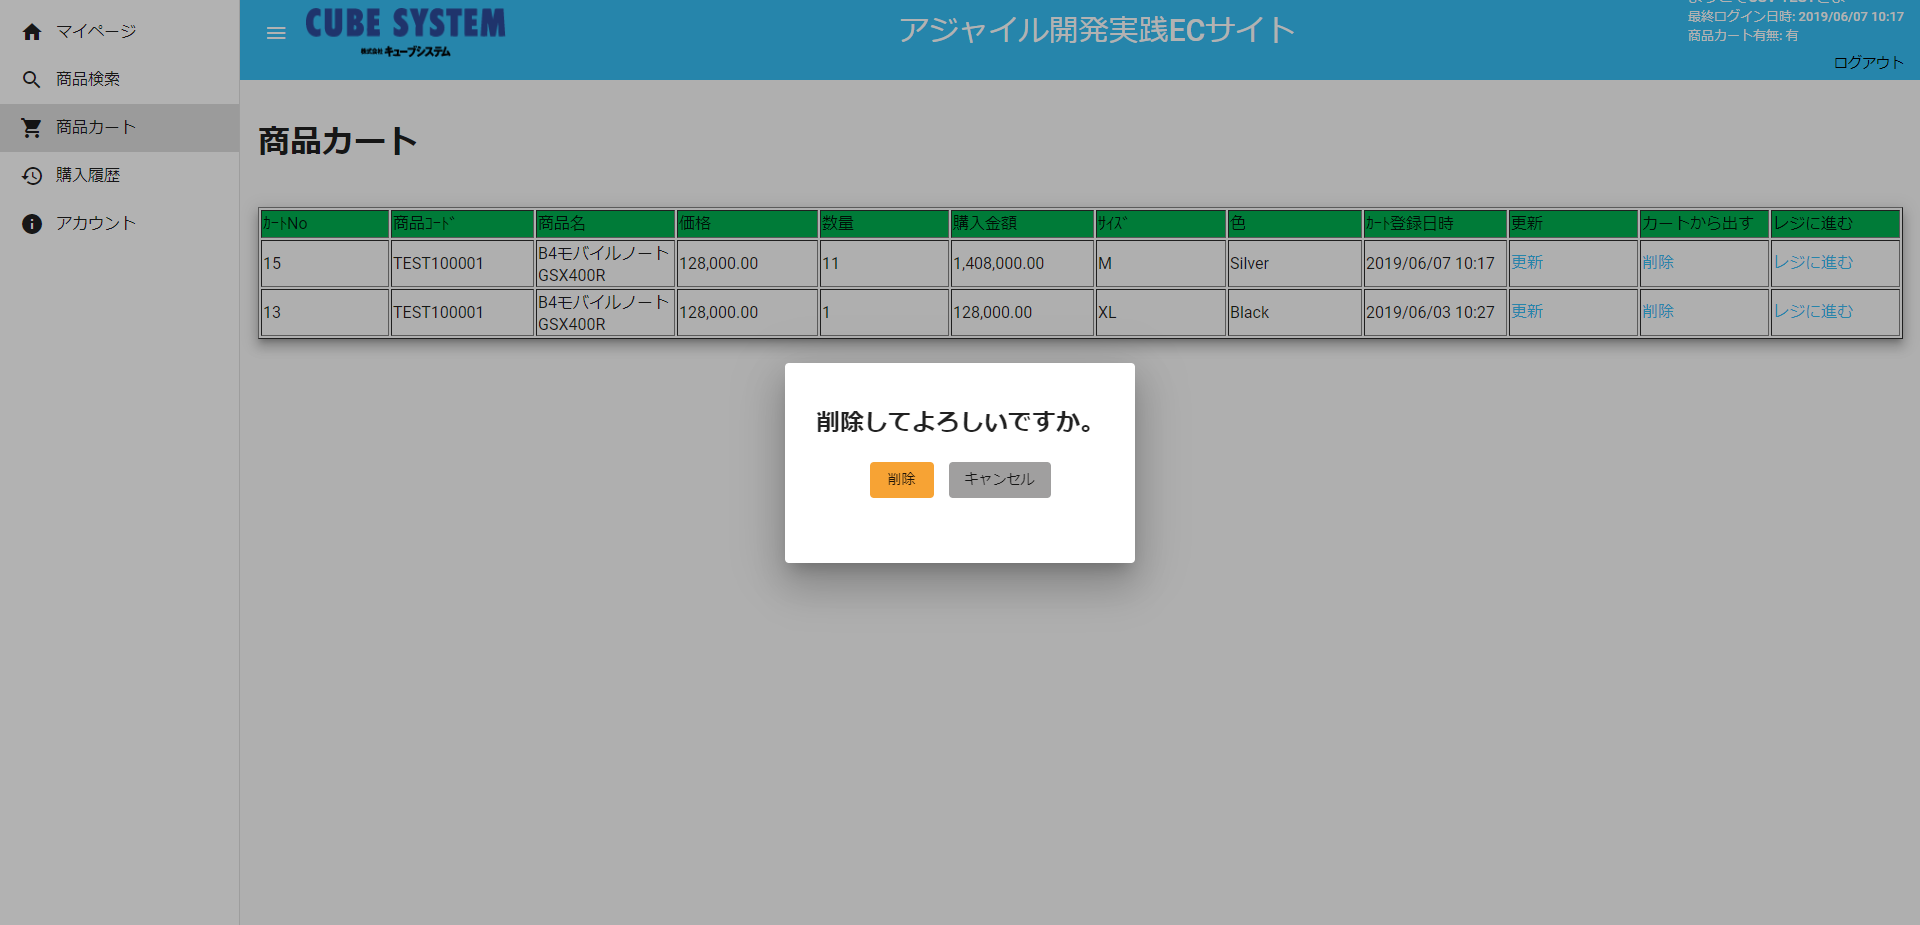 マイページ
商品検索
商品カート
購入履歴
アカウント
CUBE SYSTEM
株式会社 キューブシステム
アジャイル開発実践ECサイト
最終ログイン日時: 2019/06/07 10:17
商品カート有無: 有
ログアウト
商品カート
ｶｰﾄNo 商品ｺｰﾄﾞ 商品名 価格 数量 購入金額 ｻｲｽﾞ 色 ｶｰﾄ登録日時 更新 カートから出す レジに進む
15 TEST100001 B4モバイルノート GSX400R 128,000.00 11 1,408,000.00 M Silver 2019/06/07 10:17 更新 削除 レジに進む
13 TEST100001 B4モバイルノート GSX400R 128,000.00 1 128,000.00 XL Black 2019/06/03 10:27 更新 削除 レジに進む
削除してよろしいですか。
削除 キャンセル